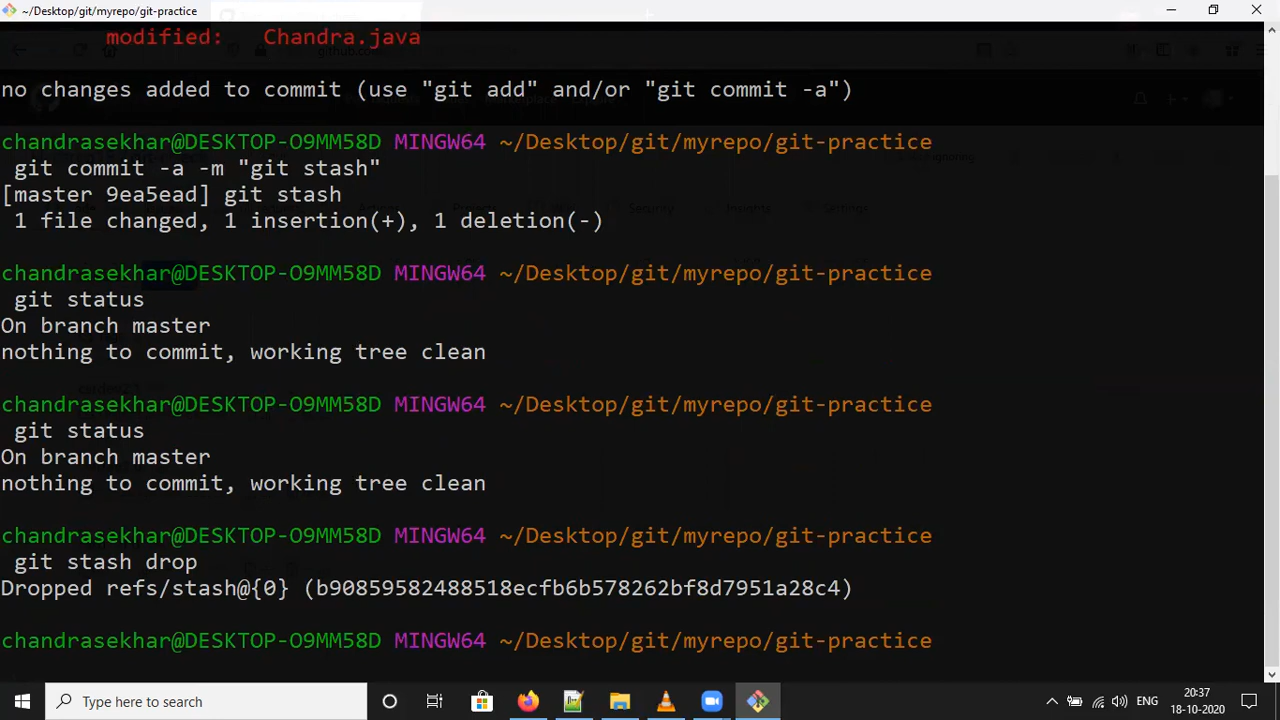 ~/Desktop/git/myrepo/git-practice
modified: Chandra.java
no changes added to commit (use "git add" and/or "git commit -a")
chandrasekhar@DESKTOP-O9MM58D MINGW64 ~/Desktop/git/myrepo/git-practice
git commit -a -m "git stash"
[master 9ea5ead] git stash
1 file changed, 1 insertion(+), 1 deletion(-)
chandrasekhar@DESKTOP-O9MM58D MINGW64 ~/Desktop/git/myrepo/git-practice
git status
On branch master
nothing to commit, working tree clean
chandrasekhar@DESKTOP-O9MM58D MINGW64 ~/Desktop/git/myrepo/git-practice
git status
On branch master
nothing to commit, working tree clean
chandrasekhar@DESKTOP-O9MM58D MINGW64 ~/Desktop/git/myrepo/git-practice
git stash drop
Dropped refs/stash@{0} (b90859582488518ecfb6b578262bf8d7951a28c4)
chandrasekhar@DESKTOP-O9MM58D MINGW64 ~/Desktop/git/myrepo/git-practice
Type here to search
ENG
20:37
18-10-2020